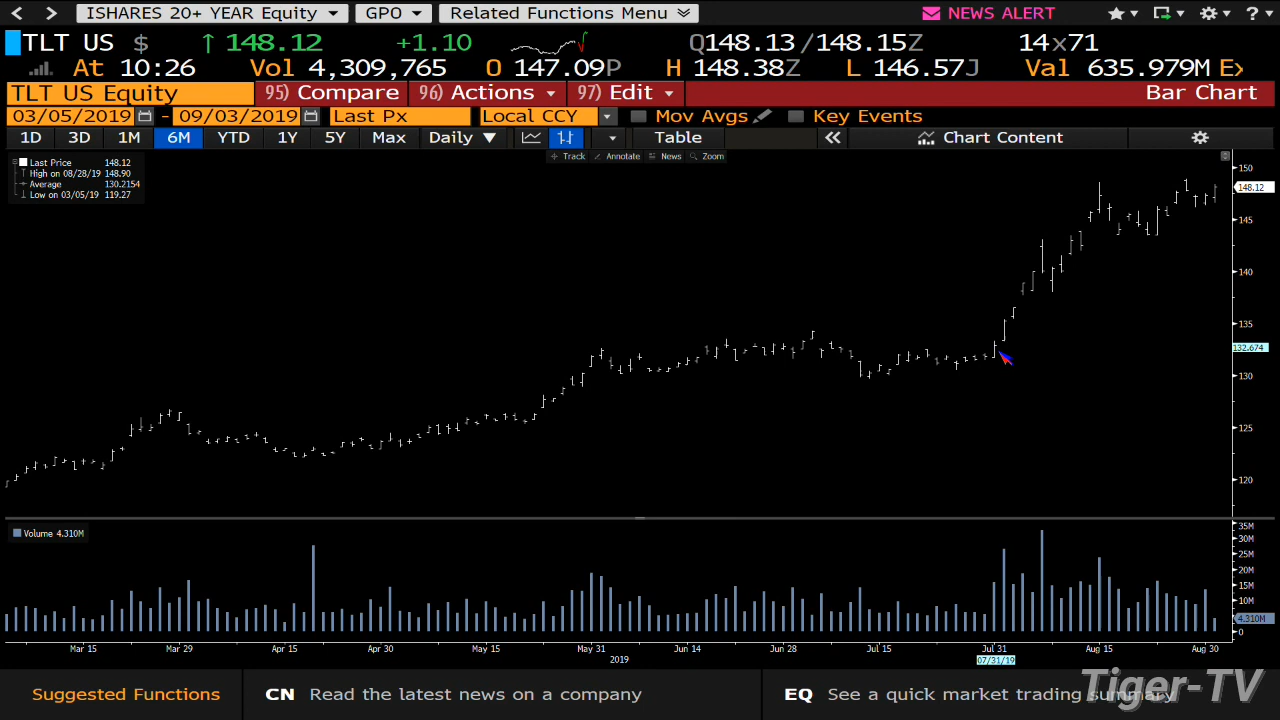 ISHARES 20+ YEAR Equity GPO Related Functions Menu NEWS ALERT ?
TLT US $ ↑ 148.12 +1.10 Q148.13 /148.15Z 14x71
At 10:26 Vol 4,309,765 O 147.09P H 148.38Z L 146.57J Val 635.979M Ex
TLT US Equity 95) Compare 96) Actions 97) Edit Bar Chart
03/05/2019 - 09/03/2019 Last Px Local CCY Mov Avgs Key Events
1D 3D 1M 6M YTD 1Y 5Y Max Daily ▼ Table Chart Content
Track Annotate News Zoom
Last Price 148.12
High on 08/28/19 148.90
Average 130.2154
Low on 03/05/19 119.27
150
148.12
145
140
135
132.674
130
125
120
Volume 4.310M
35M
30M
25M
20M
15M
10M
4.310M
0
Mar 15 Mar 29 Apr 15 Apr 30 May 15 May 31 Jun 14 Jun 28 Jul 15 Jul 31 Aug 15 Aug 30
2019 07/31/19
Suggested Functions CN Read the latest news on a company EQ See a quick market trading summary
Tiger-TV